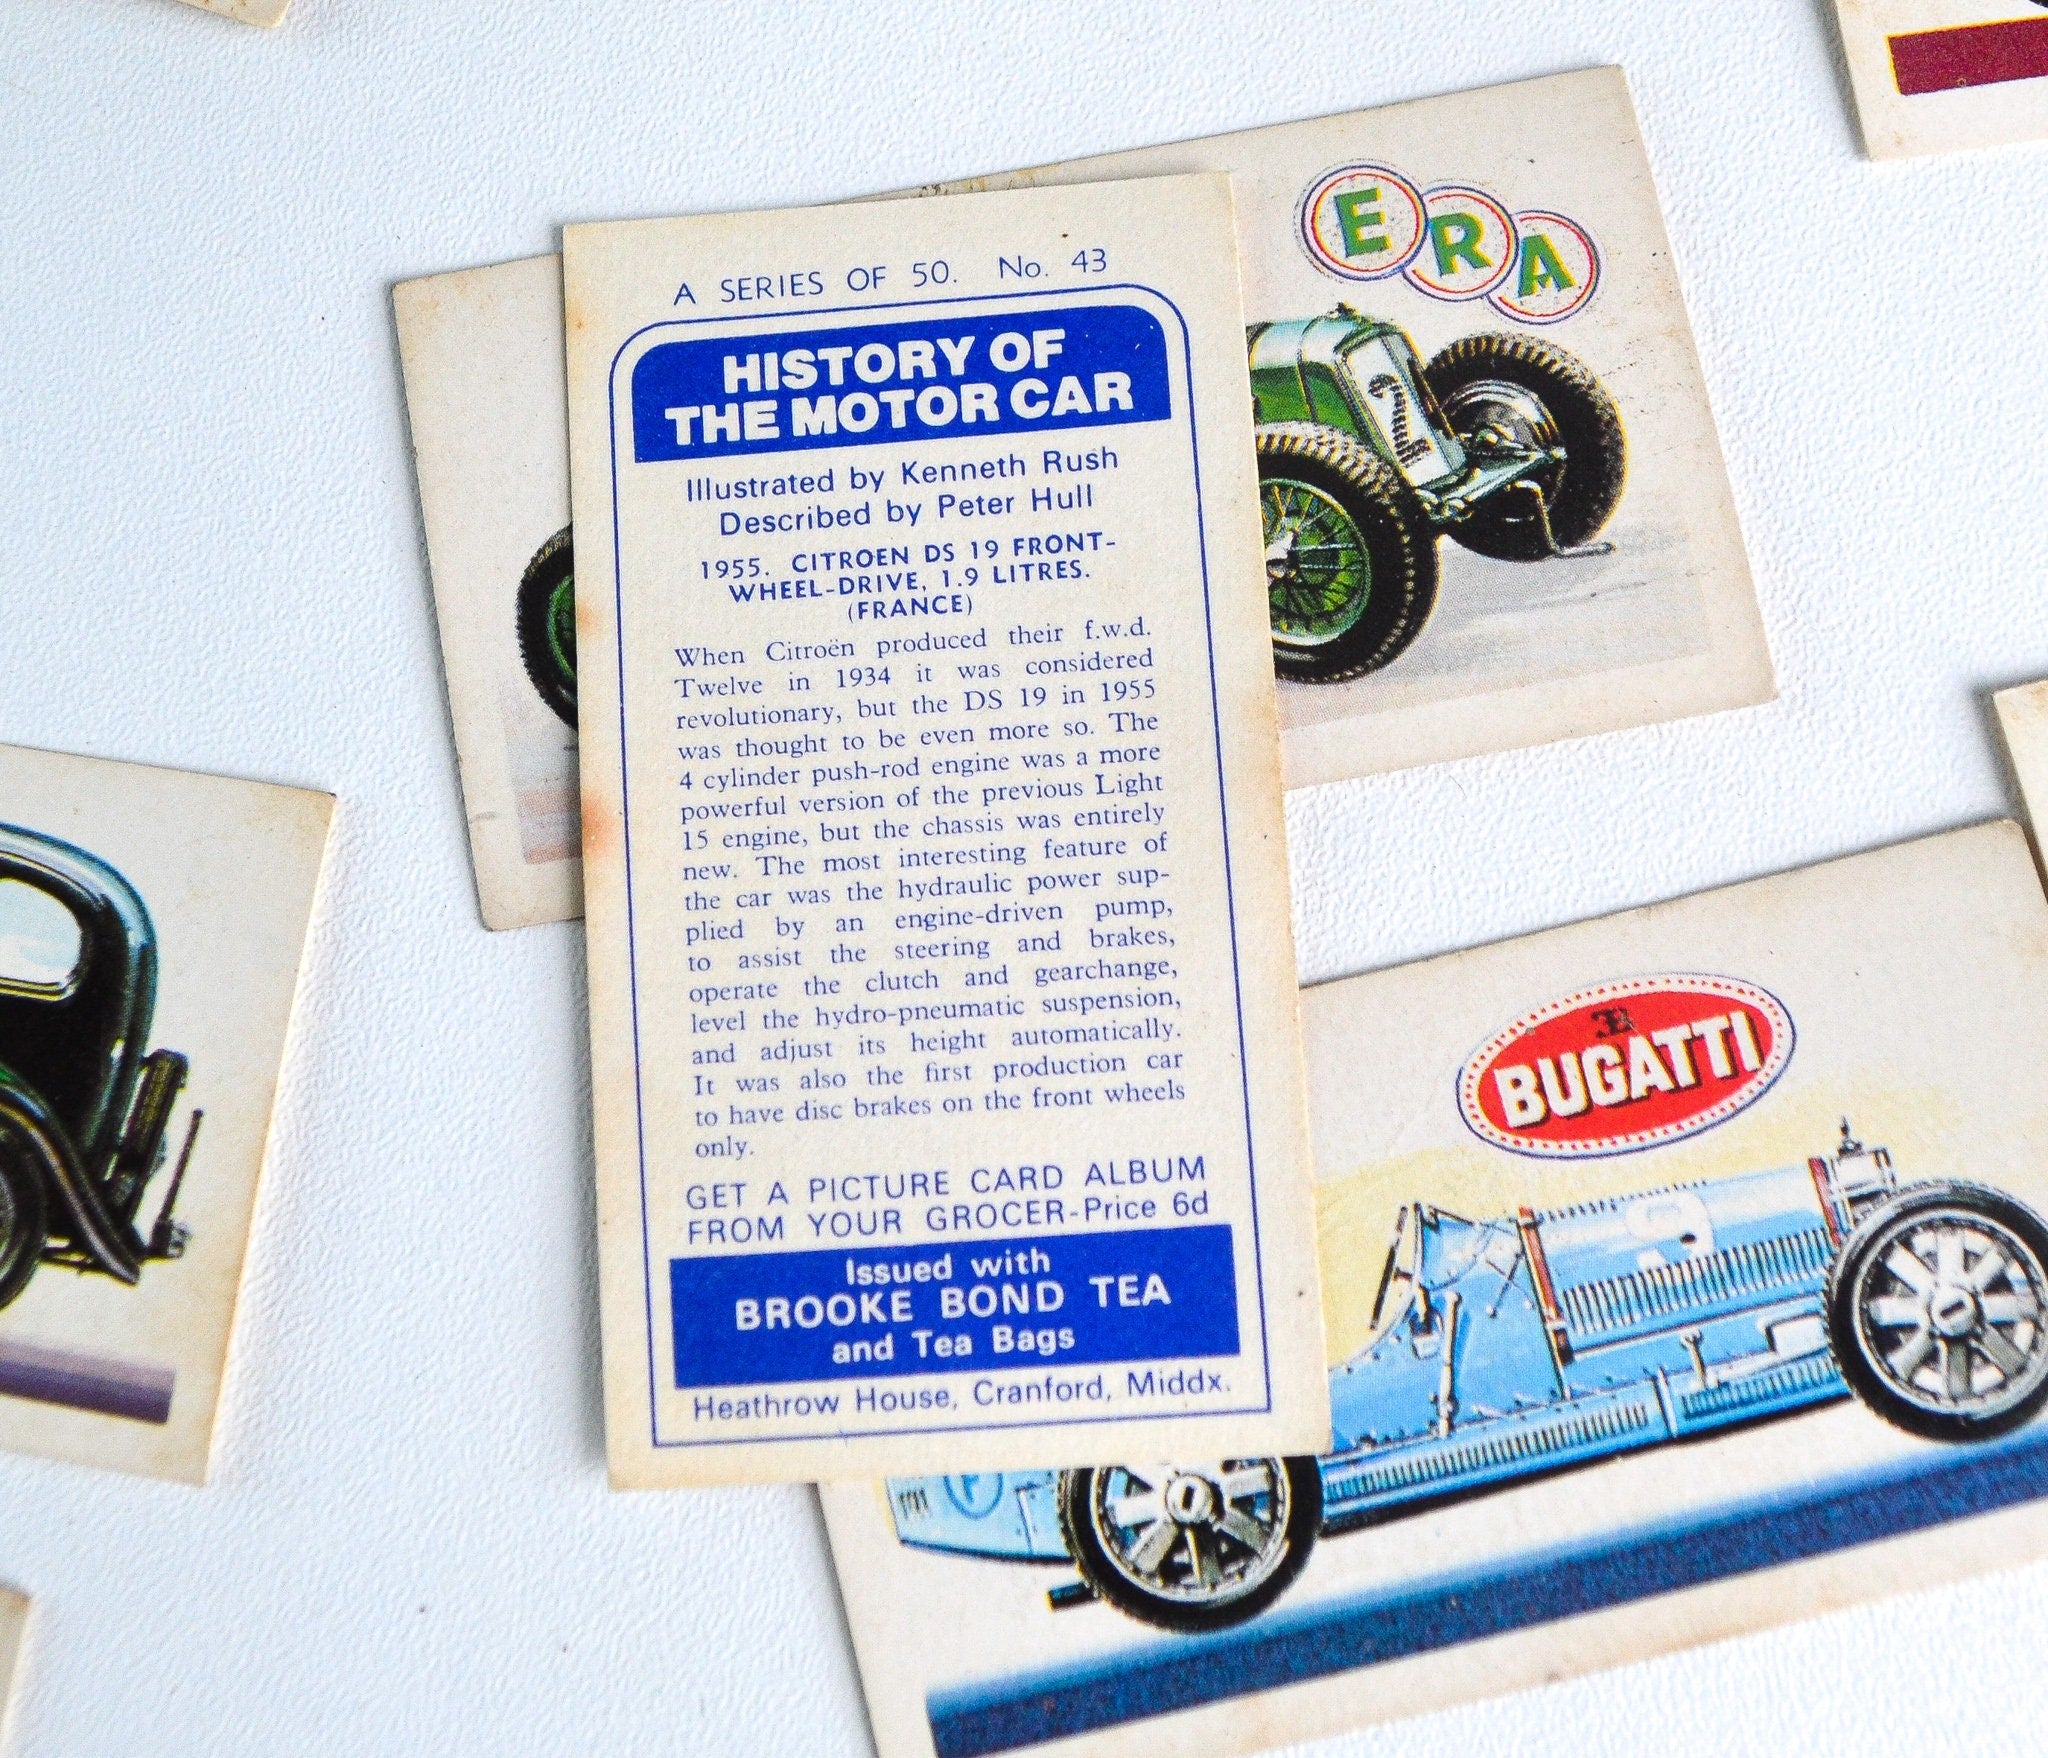 A SERIES OF 50. No. 43
HISTORY OF
THE MOTOR CAR
Illustrated by Kenneth Rush
Described by Peter Hull
1955. CITROEN DS 19 FRONT-
WHEEL-DRIVE, 1.9 LITRES.
(FRANCE)
When Citroën produced their f.w.d.
Twelve in 1934 it was considered
revolutionary, but the DS 19 in 1955
was thought to be even more so. The
4 cylinder push-rod engine was a more
powerful version of the previous Light
15 engine, but the chassis was entirely
new. The most interesting feature of
the car was the hydraulic power sup-
plied by an engine-driven pump,
to assist the steering and brakes,
operate the clutch and gearchange,
level the hydro-pneumatic suspension,
and adjust its height automatically.
It was also the first production car
to have disc brakes on the front wheels
only.
GET A PICTURE CARD ALBUM
FROM YOUR GROCER-Price 6d
Issued with
BROOKE BOND TEA
and Tea Bags
Heathrow House, Cranford, Middx.
ERA
EB
BUGATTI
9